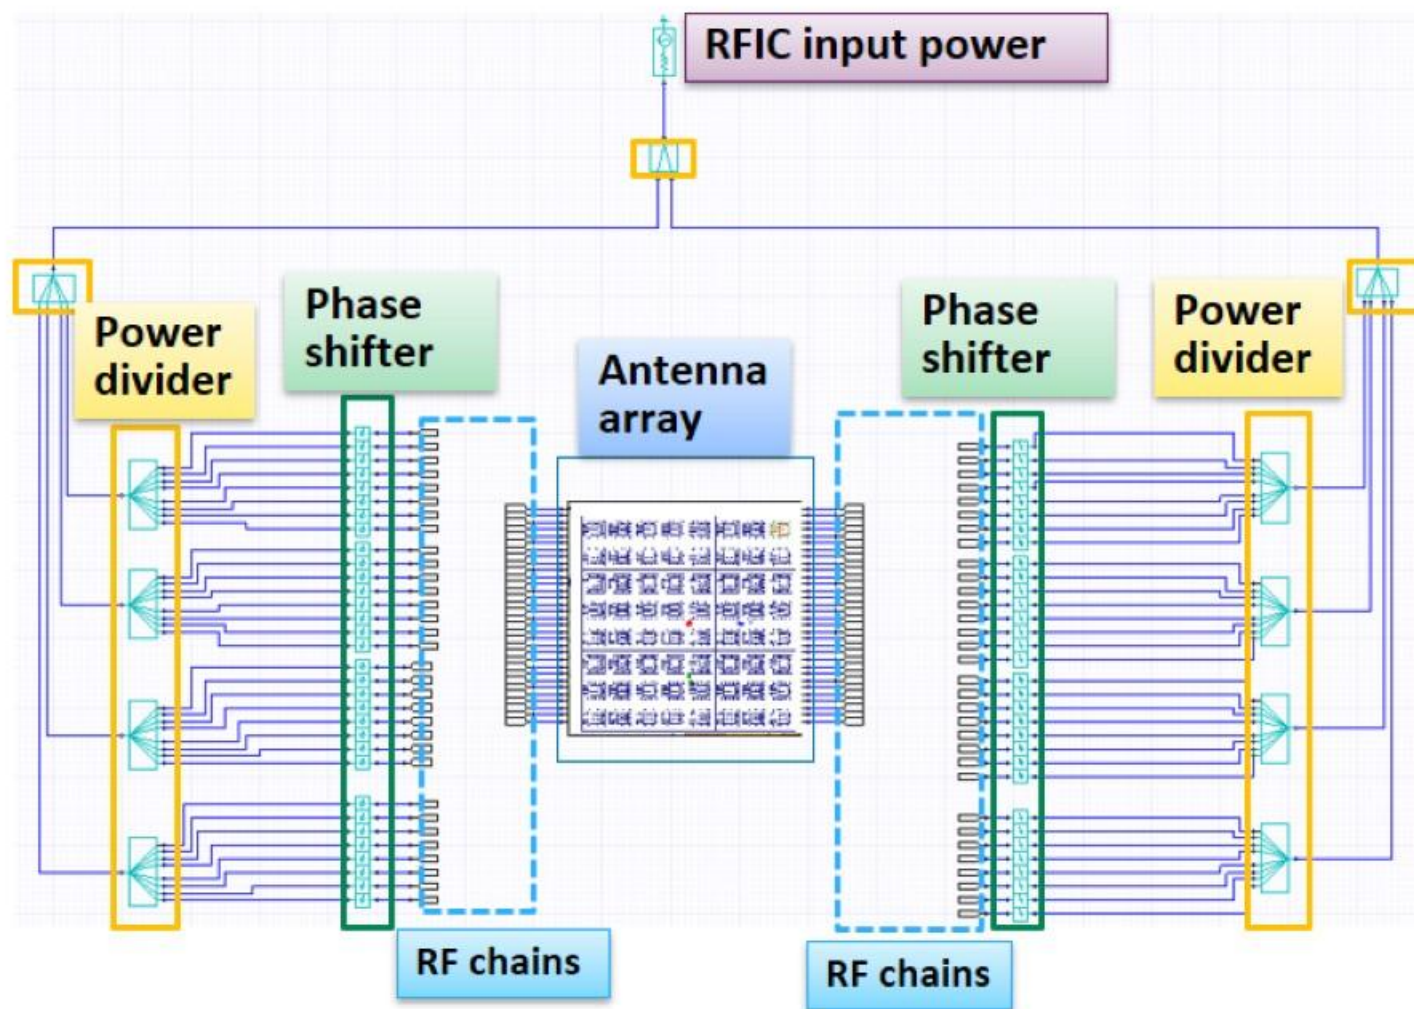 RFIC input power
Power
divider
Phase
shifter
Antenna
array
Phase
shifter
Power
divider
RF chains
RF chains